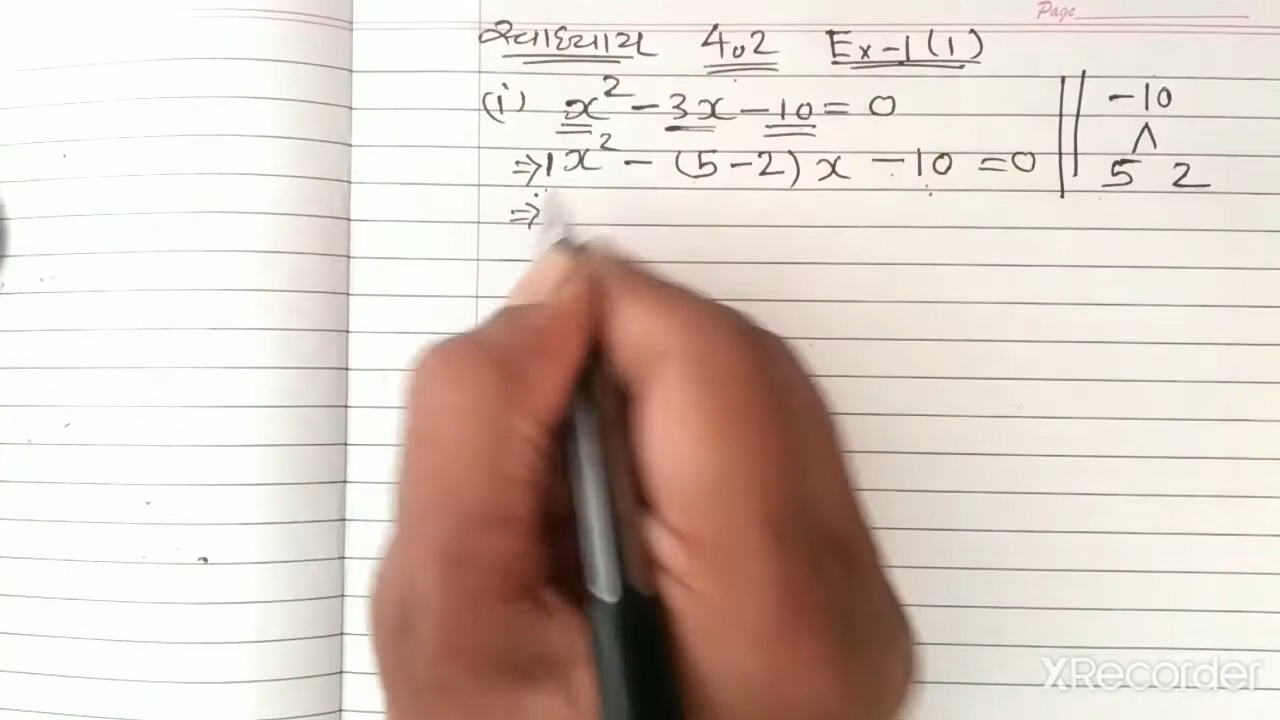 Page
સ્વાધ્યાય 4.2 Ex-1(1)
(i) x² - 3x - 10 = 0
⇒ 1x² - (5-2)x - 10 = 0
⇒
-10
∧
5 2
XRecorder